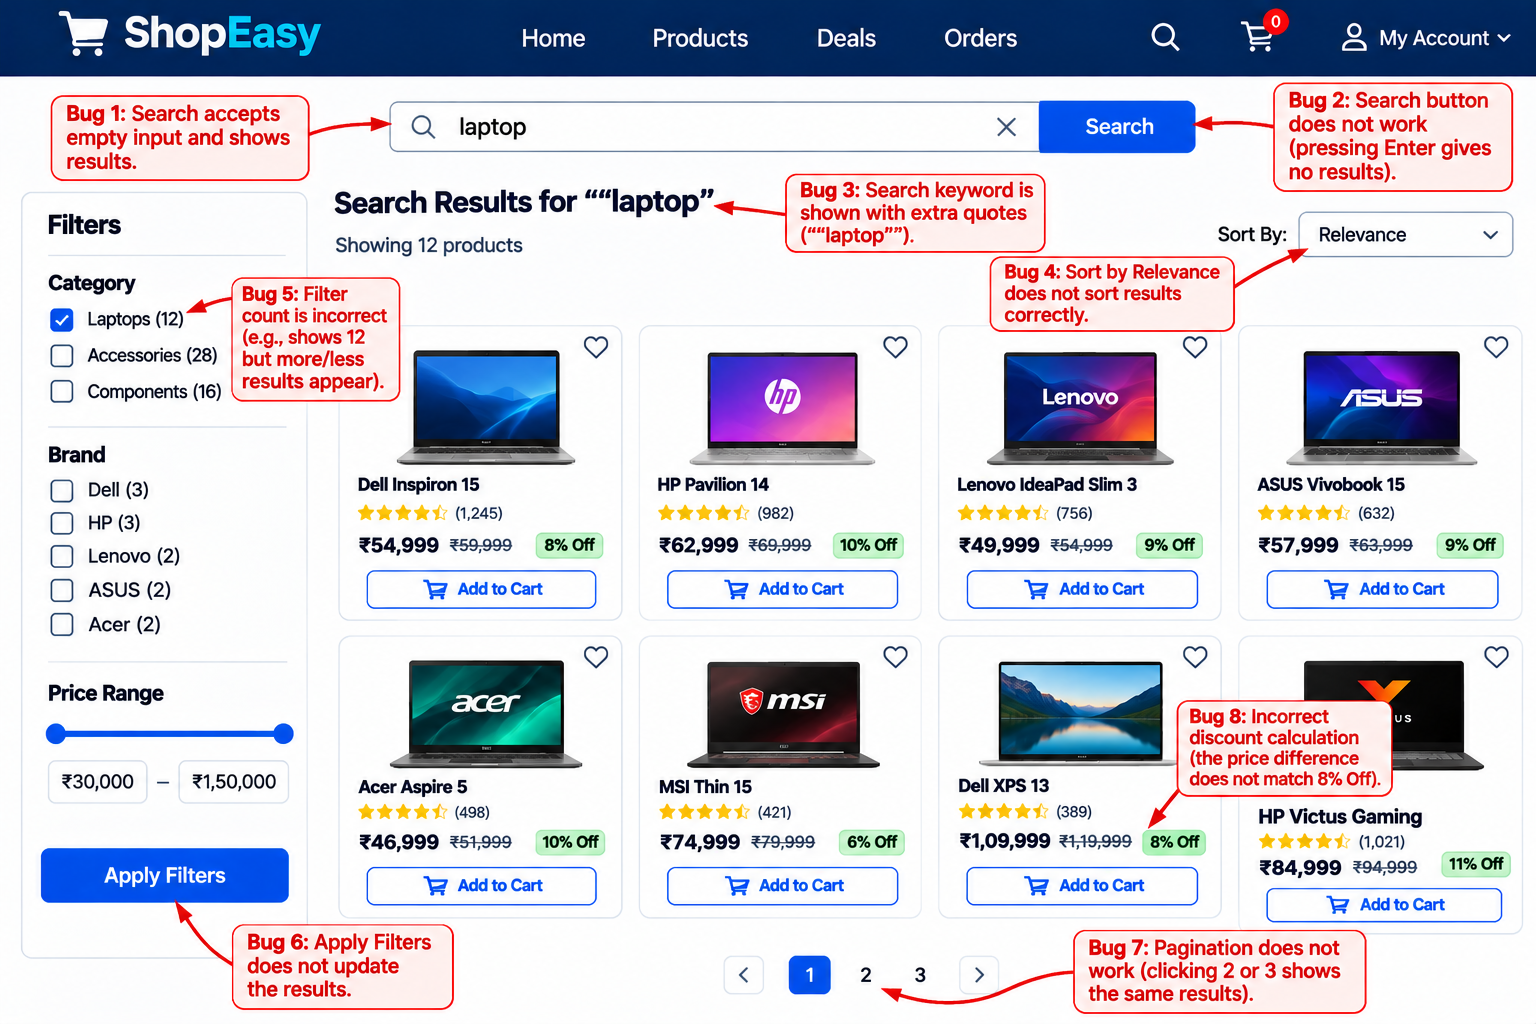 ShopEasy
Home
Products
Deals
Orders
0
My Account
Bug 1: Search accepts
empty input and shows
results.
laptop
Search
Bug 2: Search button
does not work
(pressing Enter gives
no results).
Search Results for ““laptop”
Showing 12 products
Bug 3: Search keyword is
shown with extra quotes
(““laptop””).
Sort By:
Relevance
Bug 4: Sort by Relevance
does not sort results
correctly.
Filters
Category
Laptops (12)
Accessories (28)
Components (16)
Bug 5: Filter
count is incorrect
(e.g., shows 12
but more/less
results appear).
Brand
Dell (3)
HP (3)
Lenovo (2)
ASUS (2)
Acer (2)
Price Range
₹30,000 – ₹1,50,000
Apply Filters
Bug 6: Apply Filters
does not update
the results.
Dell Inspiron 15
(1,245)
₹54,999 ₹59,999 8% Off
Add to Cart
hp
HP Pavilion 14
(982)
₹62,999 ₹69,999 10% Off
Add to Cart
Lenovo
Lenovo IdeaPad Slim 3
(756)
₹49,999 ₹54,999 9% Off
Add to Cart
ASUS
ASUS Vivobook 15
(632)
₹57,999 ₹63,999 9% Off
Add to Cart
acer
Acer Aspire 5
(498)
₹46,999 ₹51,999 10% Off
Add to Cart
msi
MSI Thin 15
(421)
₹74,999 ₹79,999 6% Off
Add to Cart
Dell XPS 13
(389)
₹1,09,999 ₹1,19,999 8% Off
Add to Cart
Bug 8: Incorrect
discount calculation
(the price difference
does not match 8% Off).
HP Victus Gaming
(1,021)
₹84,999 ₹94,999 11% Off
Add to Cart
1
2
3
Bug 7: Pagination does not
work (clicking 2 or 3 shows
the same results).